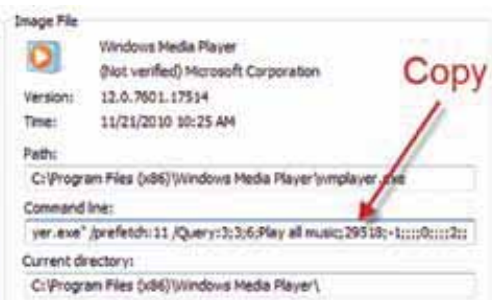 Image File
Windows Media Player
(Not verified) Microsoft Corporation
Copy
Version: 12.0.7601.17514
Time: 11/21/2010 10:25 AM
Path:
C:\Program Files (x86)\Windows Media Player\wmplayer.exe
Command line:
yer.exe" /prefetch:11 /Query:3;3;6;Play all music;29518;-1;;;;0;;;;2;;
Current directory:
C:\Program Files (x86)\Windows Media Player\